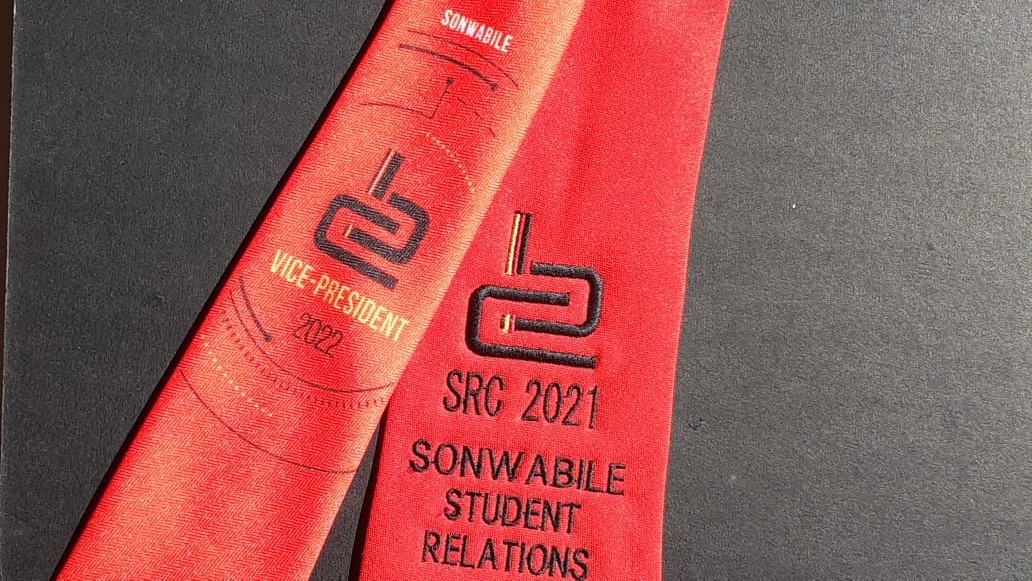 SONWABILE
VICE-PRESIDENT
2022
SRC 2021
SONWABILE
STUDENT
RELATIONS